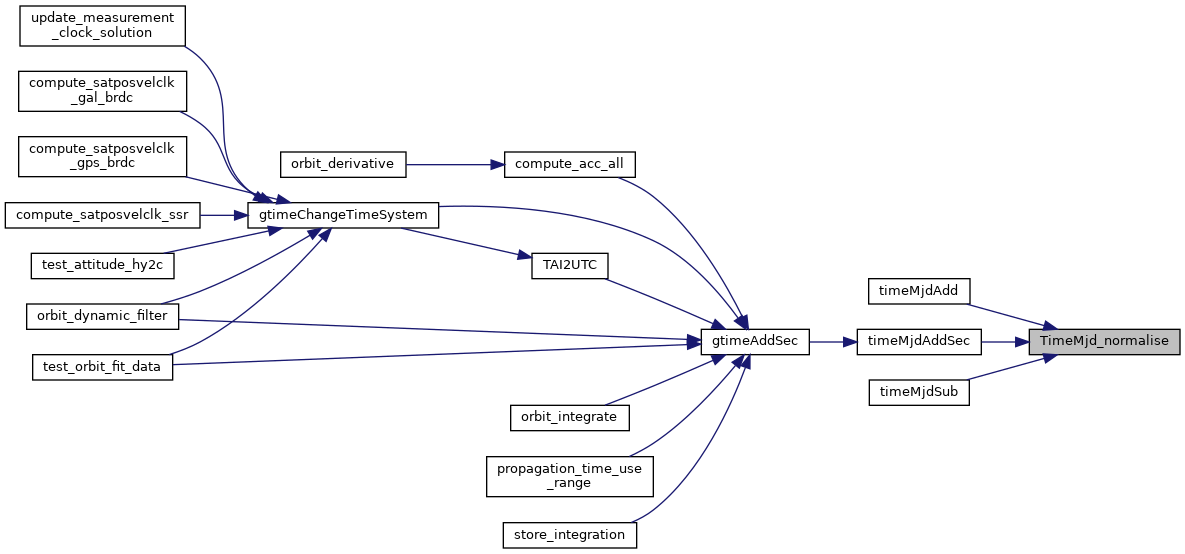 update_measurement
_clock_solution
compute_satposvelclk
_gal_brdc
compute_satposvelclk
_gps_brdc
compute_satposvelclk_ssr
test_attitude_hy2c
orbit_dynamic_filter
test_orbit_fit_data
orbit_derivative
gtimeChangeTimeSystem
compute_acc_all
TAI2UTC
orbit_integrate
propagation_time_use
_range
store_integration
gtimeAddSec
timeMjdAdd
timeMjdAddSec
timeMjdSub
TimeMjd_normalise